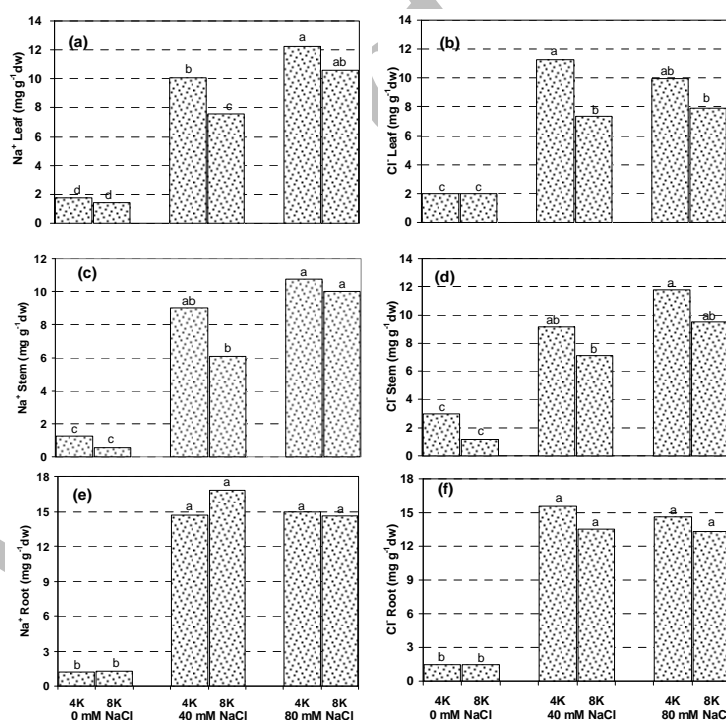 (a)
Na⁺ Leaf (mg g⁻¹dw)
14
12
10
8
6
4
2
0
d
d
b
c
a
ab
(b)
Cl⁻ Leaf (mg g⁻¹dw)
14
12
10
8
6
4
2
0
c
c
a
b
ab
b
(c)
Na⁺ Stem (mg g⁻¹dw)
12
10
8
6
4
2
0
c
c
ab
b
a
a
(d)
Cl⁻ Stem (mg g⁻¹dw)
14
12
10
8
6
4
2
0
c
c
ab
b
a
ab
(e)
Na⁺ Root (mg g⁻¹dw)
18
15
12
9
6
3
0
b
b
a
a
a
a
4K 8K 4K 8K 4K 8K
0 mM NaCl 40 mM NaCl 80 mM NaCl
(f)
Cl⁻ Root (mg g⁻¹dw)
18
15
12
9
6
3
0
b
b
a
a
a
a
4K 8K 4K 8K 4K 8K
0 mM NaCl 40 mM NaCl 80 mM NaCl